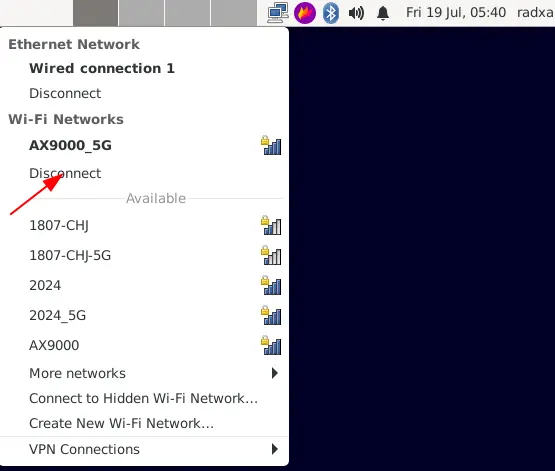 Fri 19 Jul, 05:40 radxa
Ethernet Network
Wired connection 1
Disconnect
Wi-Fi Networks
AX9000_5G
Disconnect
Available
1807-CHJ
1807-CHJ-5G
2024
2024_5G
AX9000
More networks
Connect to Hidden Wi-Fi Network…
Create New Wi-Fi Network…
VPN Connections